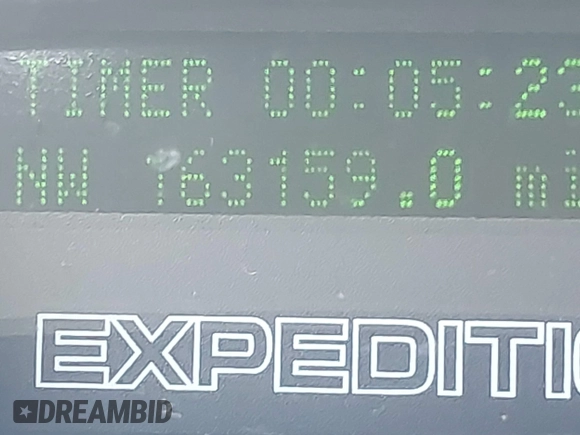 TIMER 00:05:23
NW 163159.0 mi
EXPEDITI
DREAMBID